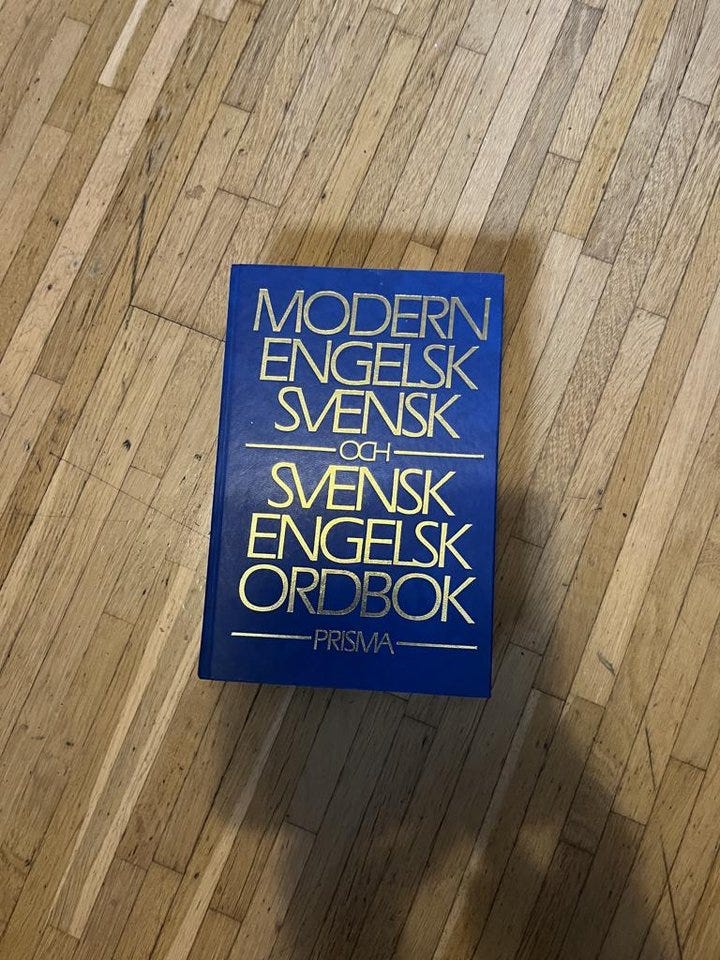 MODERN
ENGELSK
SVENSK
OCH
SVENSK
ENGELSK
ORDBOK
PRISMA